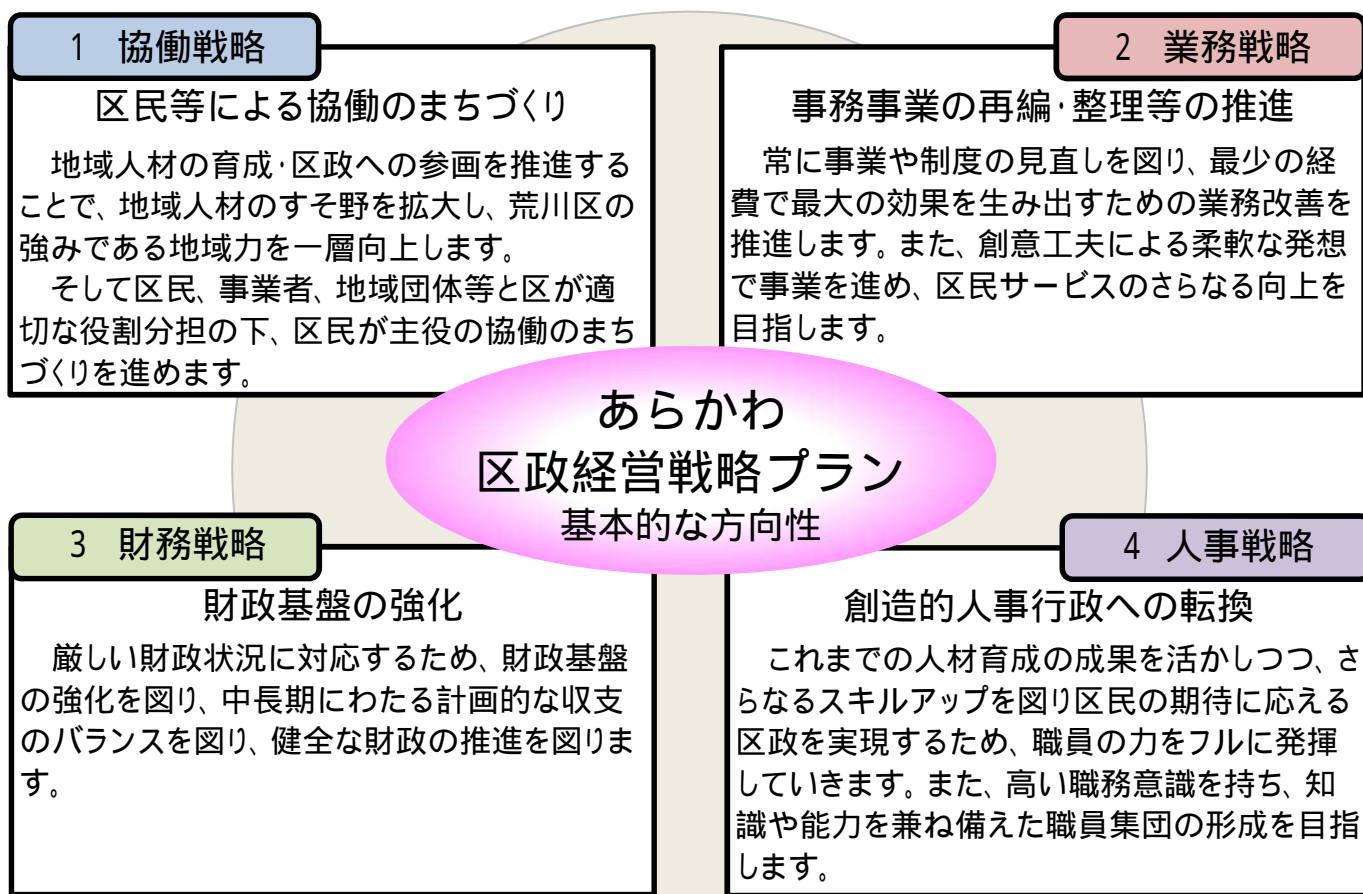 1 協働戦略
区民等による協働のまちづくり
地域人材の育成・区政への参画を推進する
ことで、地域人材のすそ野を拡大し、荒川区の
強みである地域力を一層向上します。
そして区民、事業者、地域団体等と区が適
切な役割分担の下、区民が主役の協働のまち
づくりを進めます。
2 業務戦略
事務事業の再編・整理等の推進
常に事業や制度の見直しを図り、最少の経
費で最大の効果を生み出すための業務改善を
推進します。また、創意工夫による柔軟な発想
で事業を進め、区民サービスのさらなる向上を
目指します。
あらかわ
区政経営戦略プラン
基本的な方向性
3 財務戦略
財政基盤の強化
厳しい財政状況に対応するため、財政基盤
の強化を図り、中長期にわたる計画的な収支
のバランスを図り、健全な財政の推進を図りま
す。
4 人事戦略
創造的人事行政への転換
これまでの人材育成の成果を活かしつつ、さ
らなるスキルアップを図り区民の期待に応える
区政を実現するため、職員の力をフルに発揮
していきます。また、高い職務意識を持ち、知
識や能力を兼ね備えた職員集団の形成を目指
します。